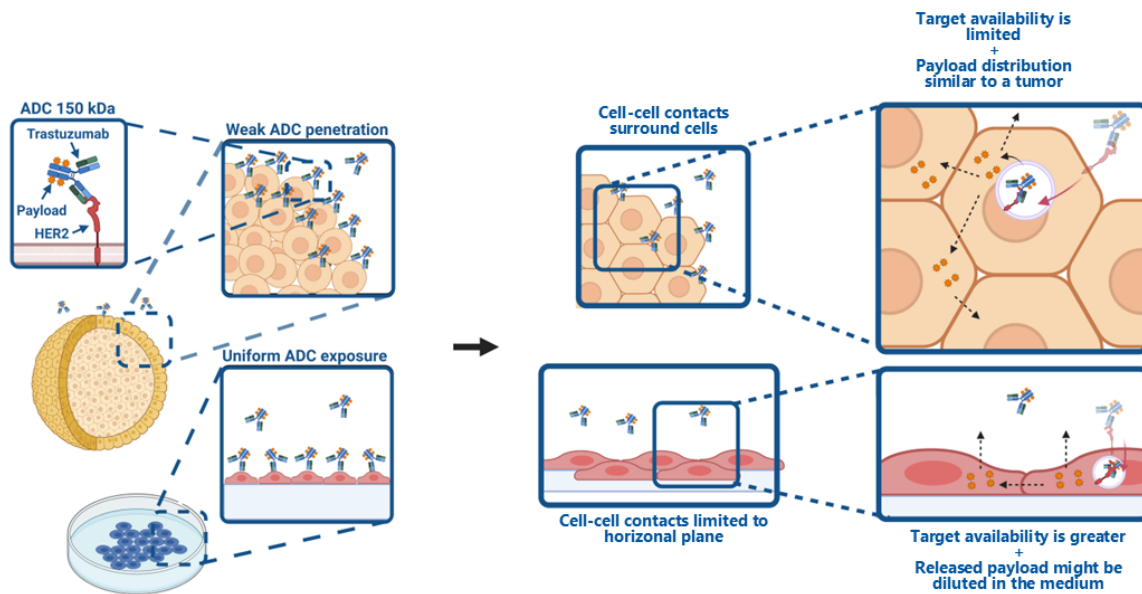 ADC 150 kDa
Trastuzumab
Payload
HER2
Weak ADC penetration
Uniform ADC exposure
Cell-cell contacts
surround cells
Target availability is
limited
+
Payload distribution
similar to a tumor
Cell-cell contacts limited to
horizonal plane
Target availability is greater
+
Released payload might be
diluted in the medium